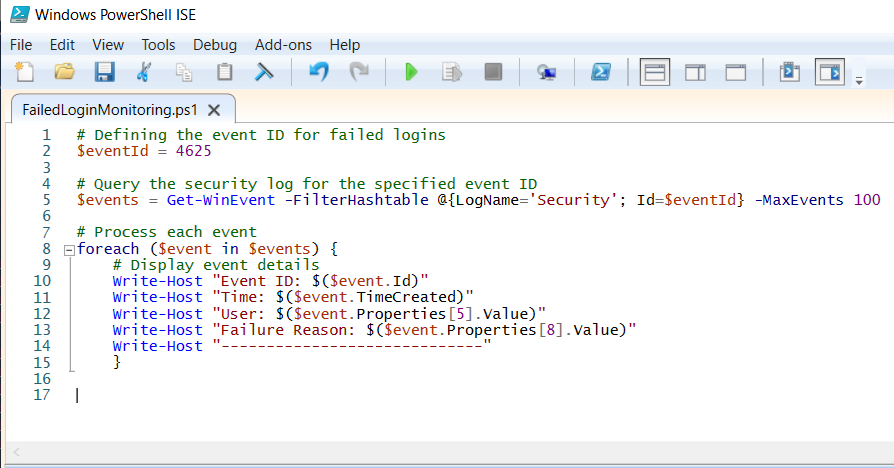 Windows PowerShell ISE
File Edit View Tools Debug Add-ons Help
FailedLoginMonitoring.ps1
1 # Defining the event ID for failed logins
2 $eventId = 4625
3
4 # Query the security log for the specified event ID
5 $events = Get-WinEvent -FilterHashtable @{LogName='Security'; Id=$eventId} -MaxEvents 100
6
7 # Process each event
8 foreach ($event in $events) {
9     # Display event details
10     Write-Host "Event ID: $($event.Id)"
11     Write-Host "Time: $($event.TimeCreated)"
12     Write-Host "User: $($event.Properties[5].Value)"
13     Write-Host "Failure Reason: $($event.Properties[8].Value)"
14     Write-Host "-----------------------------"
15     }
16
17